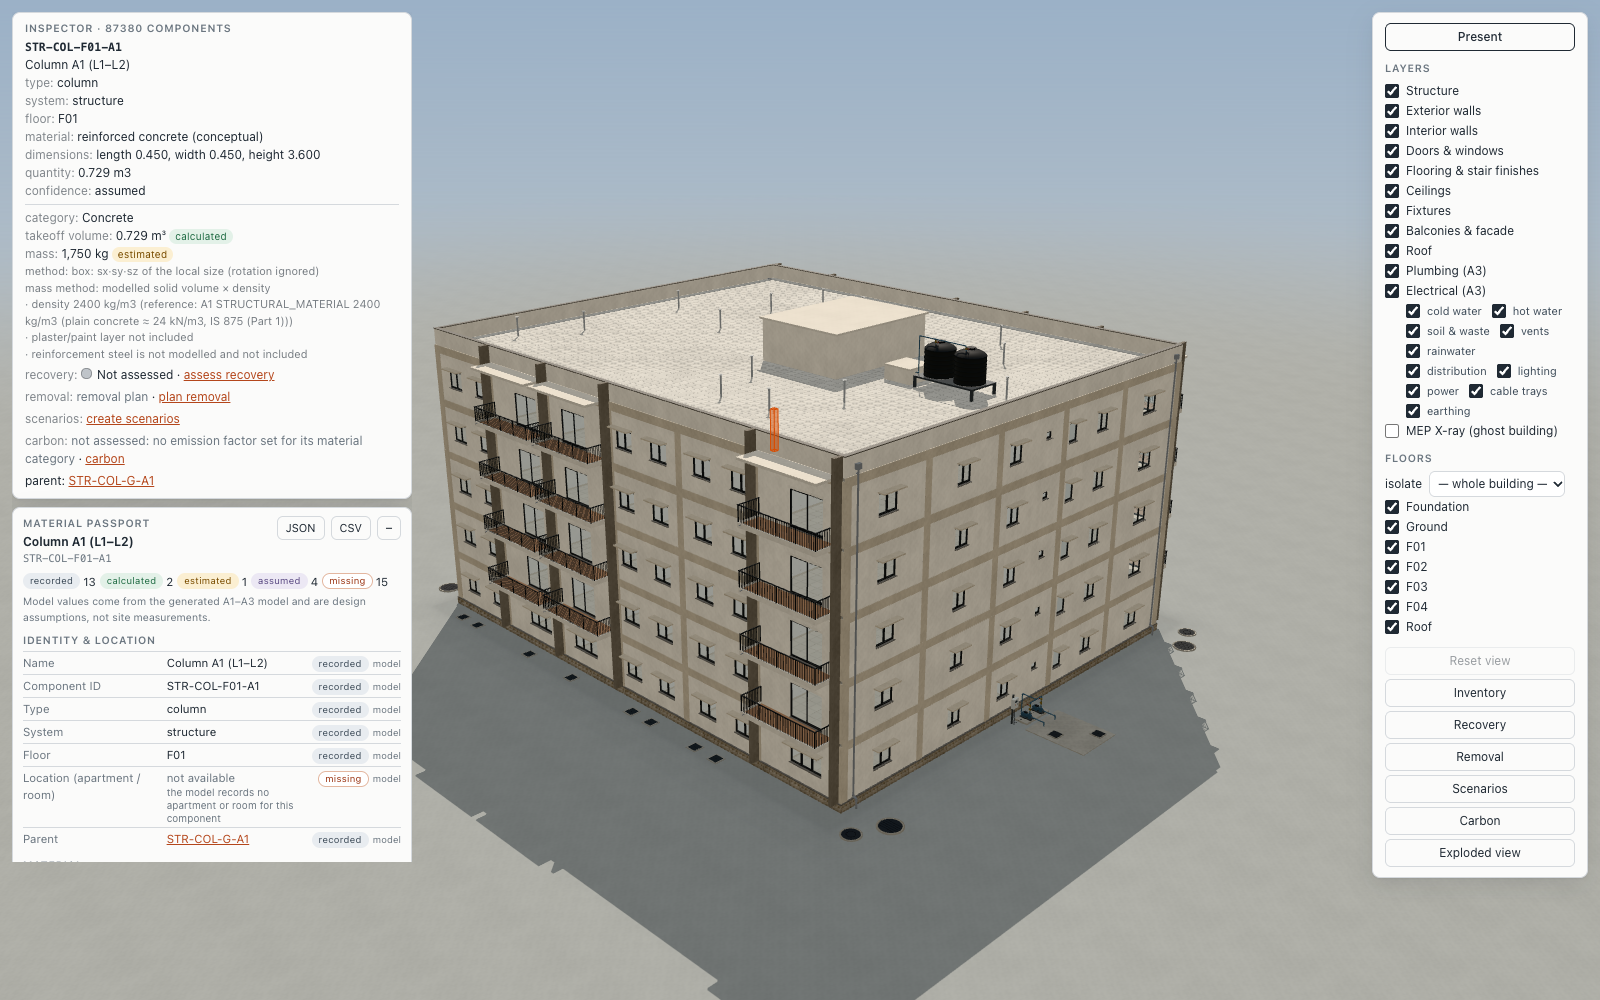 INSPECTOR · 87380 COMPONENTS
STR-COL-F01-A1
Column A1 (L1–L2)
type: column
system: structure
floor: F01
material: reinforced concrete (conceptual)
dimensions: length 0.450, width 0.450, height 3.600
quantity: 0.729 m3
confidence: assumed
category: Concrete
takeoff volume: 0.729 m³ calculated
mass: 1,750 kg estimated
method: box: sx·sy·sz of the local size (rotation ignored)
mass method: modelled solid volume × density
· density 2400 kg/m3 (reference: A1 STRUCTURAL_MATERIAL 2400
kg/m3 (plain concrete ≈ 24 kN/m3, IS 875 (Part 1)))
· plaster/paint layer not included
· reinforcement steel is not modelled and not included
recovery: Not assessed · assess recovery
removal: removal plan · plan removal
scenarios: create scenarios
carbon: not assessed: no emission factor set for its material
category · carbon
parent: STR-COL-G-A1
MATERIAL PASSPORT
JSON CSV –
Column A1 (L1–L2)
STR-COL-F01-A1
recorded 13 calculated 2 estimated 1 assumed 4 missing 15
Model values come from the generated A1–A3 model and are design
assumptions, not site measurements.
IDENTITY & LOCATION
Name Column A1 (L1–L2) recorded model
Component ID STR-COL-F01-A1 recorded model
Type column recorded model
System structure recorded model
Floor F01 recorded model
Location (apartment / room) not available missing model
the model records no
apartment or room for this
component
Parent STR-COL-G-A1 recorded model
Present
LAYERS
Structure
Exterior walls
Interior walls
Doors & windows
Flooring & stair finishes
Ceilings
Fixtures
Balconies & facade
Roof
Plumbing (A3)
Electrical (A3)
cold water hot water
soil & waste vents
rainwater
distribution lighting
power cable trays
earthing
MEP X-ray (ghost building)
FLOORS
isolate — whole building —
Foundation
Ground
F01
F02
F03
F04
Roof
Reset view
Inventory
Recovery
Removal
Scenarios
Carbon
Exploded view